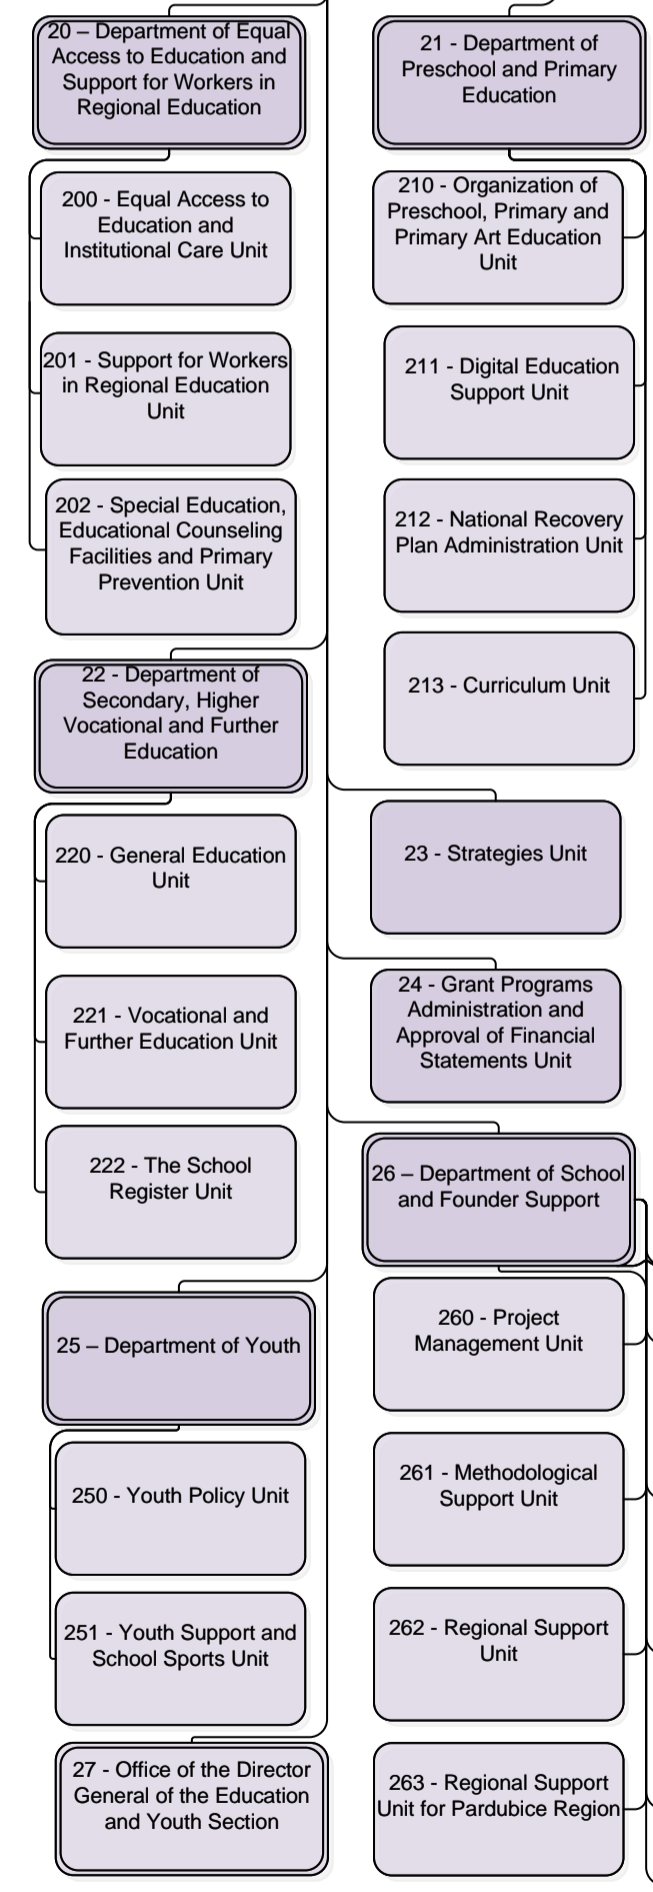 20 – Department of Equal
Access to Education and
Support for Workers in
Regional Education
21 - Department of
Preschool and Primary
Education
200 - Equal Access to
Education and
Institutional Care Unit
210 - Organization of
Preschool, Primary and
Primary Art Education
Unit
201 - Support for Workers
in Regional Education
Unit
211 - Digital Education
Support Unit
202 - Special Education,
Educational Counseling
Facilities and Primary
Prevention Unit
212 - National Recovery
Plan Administration Unit
213 - Curriculum Unit
22 - Department of
Secondary, Higher
Vocational and Further
Education
220 - General Education
Unit
23 - Strategies Unit
221 - Vocational and
Further Education Unit
24 - Grant Programs
Administration and
Approval of Financial
Statements Unit
222 - The School
Register Unit
26 – Department of School
and Founder Support
25 – Department of Youth
260 - Project
Management Unit
250 - Youth Policy Unit
261 - Methodological
Support Unit
251 - Youth Support and
School Sports Unit
262 - Regional Support
Unit
27 - Office of the Director
General of the Education
and Youth Section
263 - Regional Support
Unit for Pardubice Region